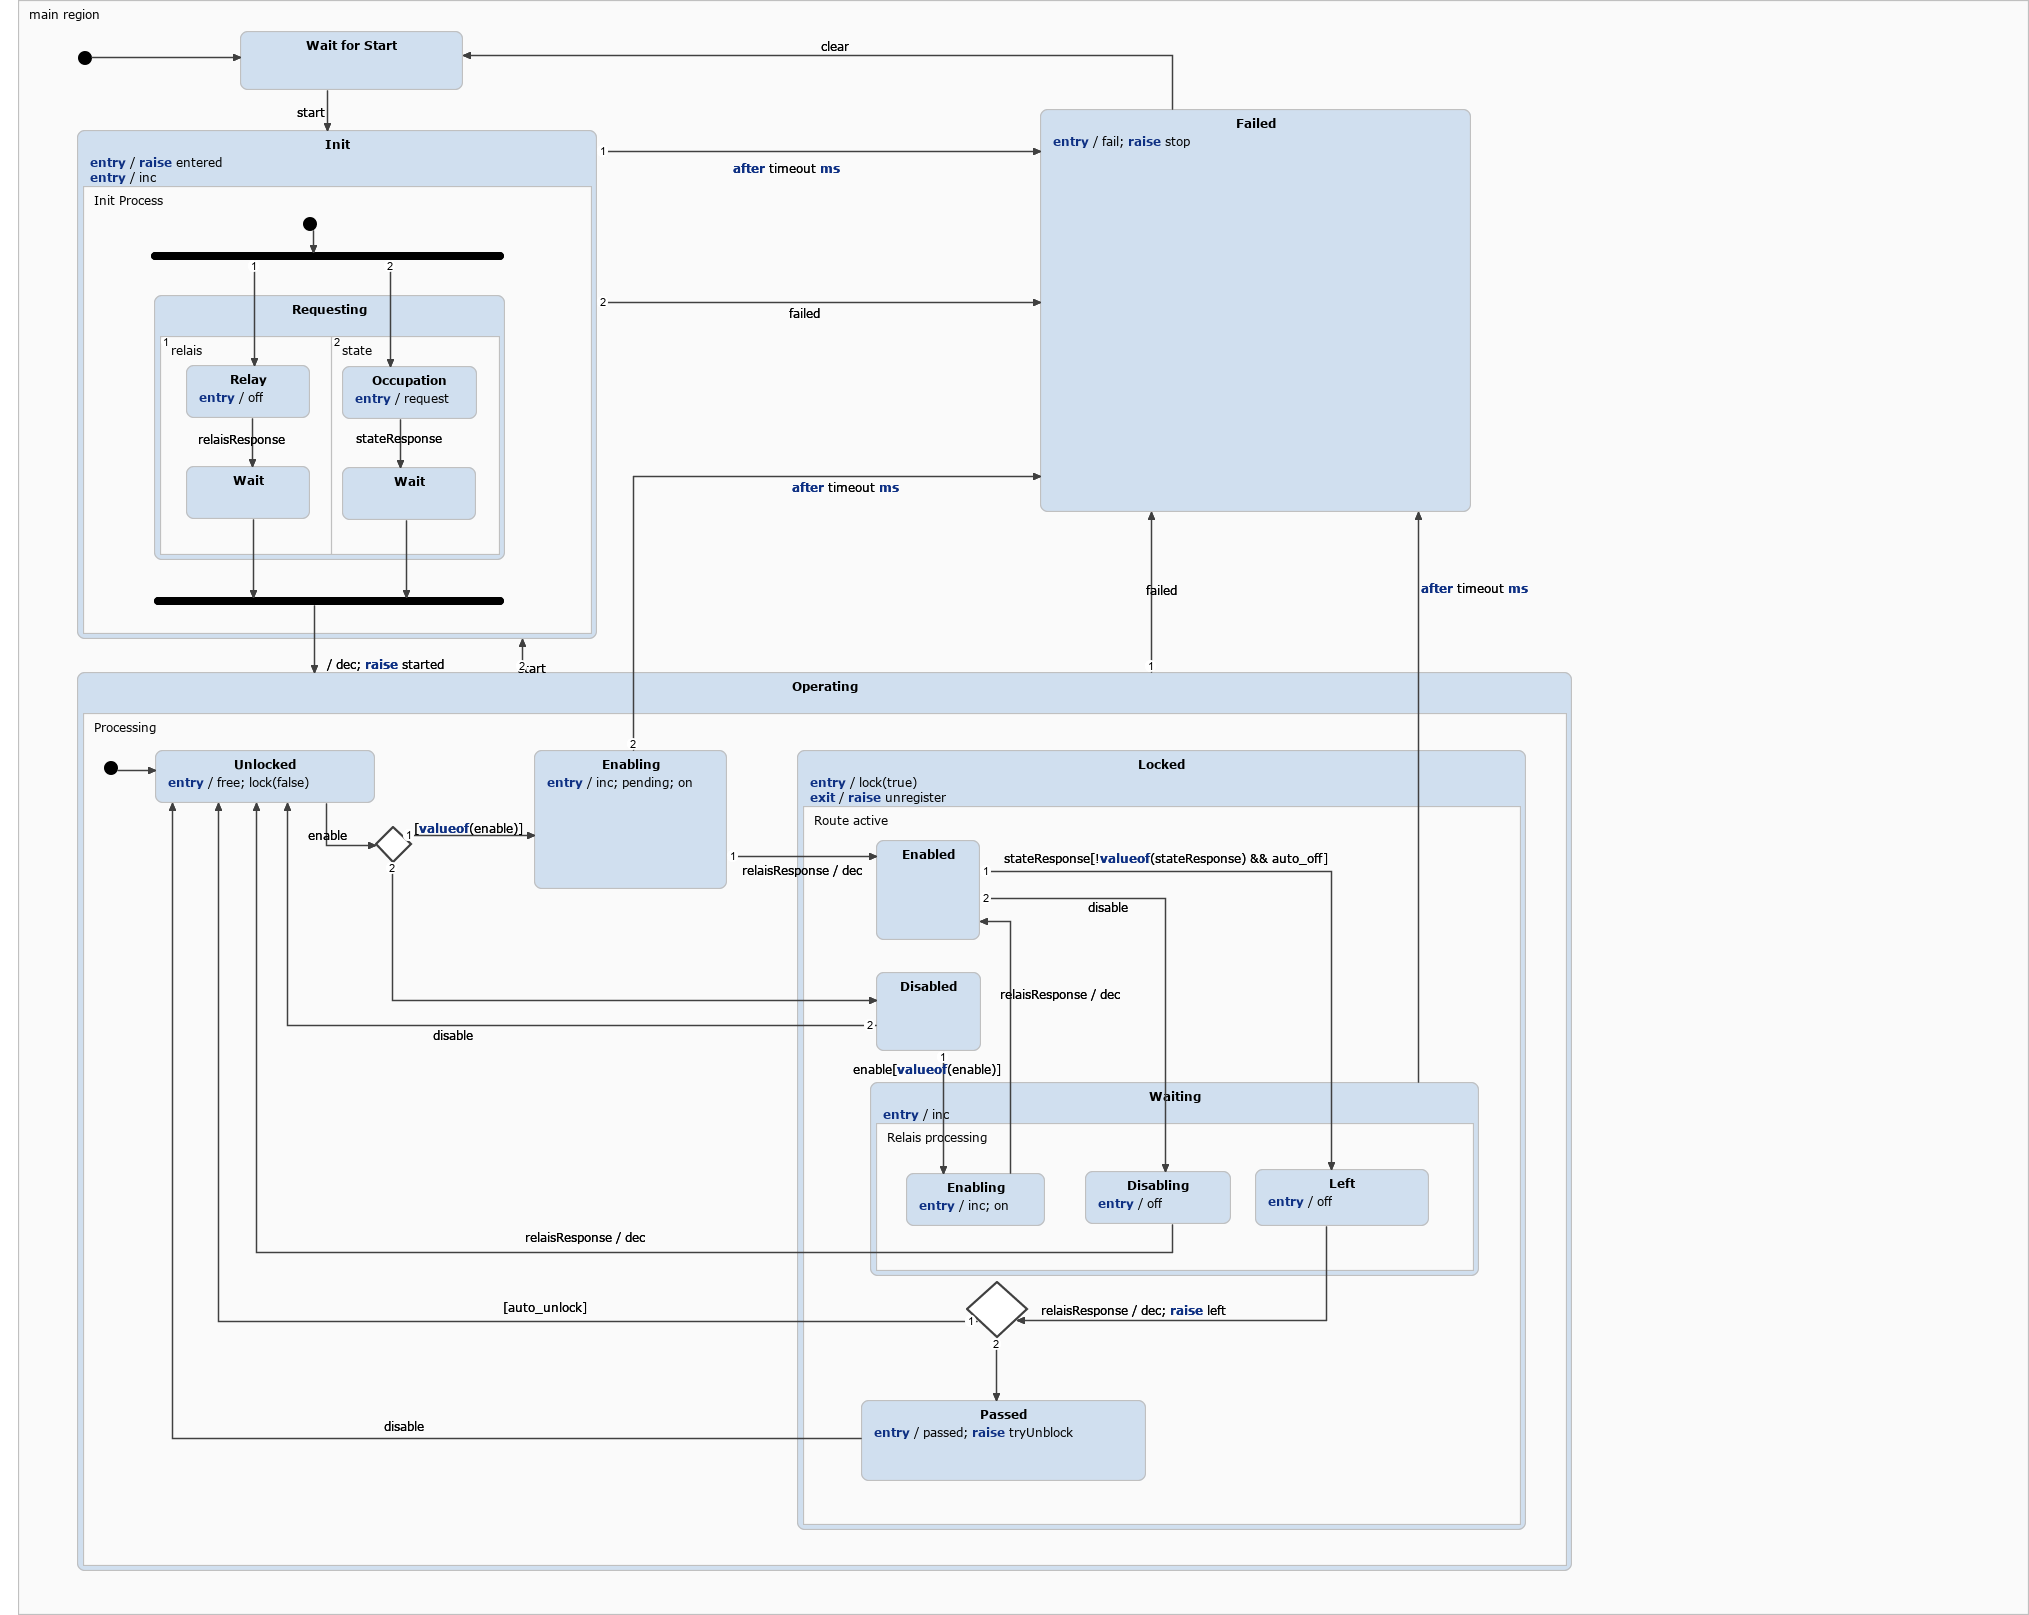 main region
Wait for Start
clear
start
Failed
entry / fail; raise stop
Init
entry / raise entered
entry / inc
1
after timeout ms
Init Process
1
2
Requesting
2
failed
1
relais
2
state
Relay
entry / off
Occupation
entry / request
relaisResponse
stateResponse
Wait
Wait
after timeout ms
failed
after timeout ms
/ dec; raise started
2
1
Operating
Processing
2
Unlocked
entry / free; lock(false)
Enabling
entry / inc; pending; on
Locked
entry / lock(true)
exit / raise unregister
Route active
enable
1
[valueof(enable)]
2
1
relaisResponse / dec
Enabled
stateResponse[!valueof(stateResponse) && auto_off]
1
2
disable
Disabled
relaisResponse / dec
2
disable
1
enable[valueof(enable)]
Waiting
entry / inc
Relais processing
Enabling
entry / inc; on
Disabling
entry / off
Left
entry / off
relaisResponse / dec
[auto_unlock]
relaisResponse / dec; raise left
1
2
Passed
entry / passed; raise tryUnblock
disable